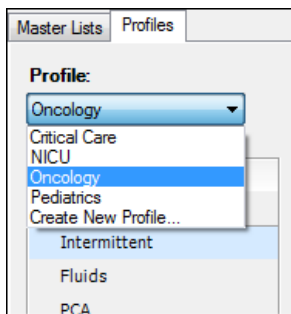 Master Lists Profiles
Profile:
Oncology
Critical Care
NICU
Oncology
Pediatrics
Create New Profile...
Intermittent
Fluids
PCA